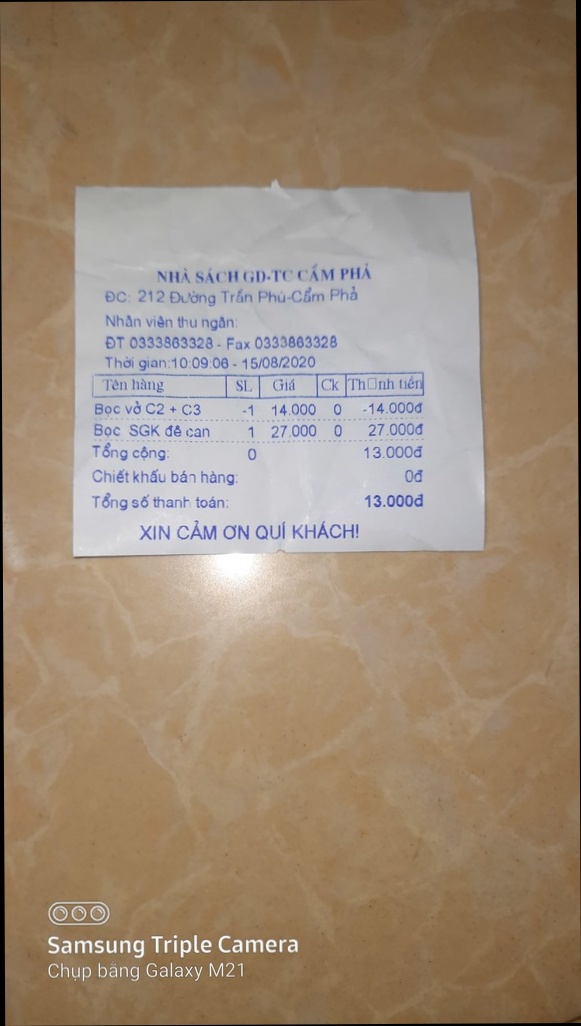 NHÀ SÁCH GD-TC CẨM PHẢ
ĐC: 212 Đường Trần Phú-Cẩm Phả
Nhân viên thu ngân:
ĐT 0333863328 - Fax 0333863328
Thời gian:10:09:06 - 15/08/2020
Tên hàng SL Giá Ck Th□nh tiền
Bọc vở C2 + C3 -1 14.000 0 -14.000đ
Bọc SGK đê can 1 27.000 0 27.000đ
Tổng cộng: 0 13.000đ
Chiết khấu bán hàng: 0đ
Tổng số thanh toán: 13.000đ
XIN CẢM ƠN QUÍ KHÁCH!
Samsung Triple Camera
Chụp bằng Galaxy M21